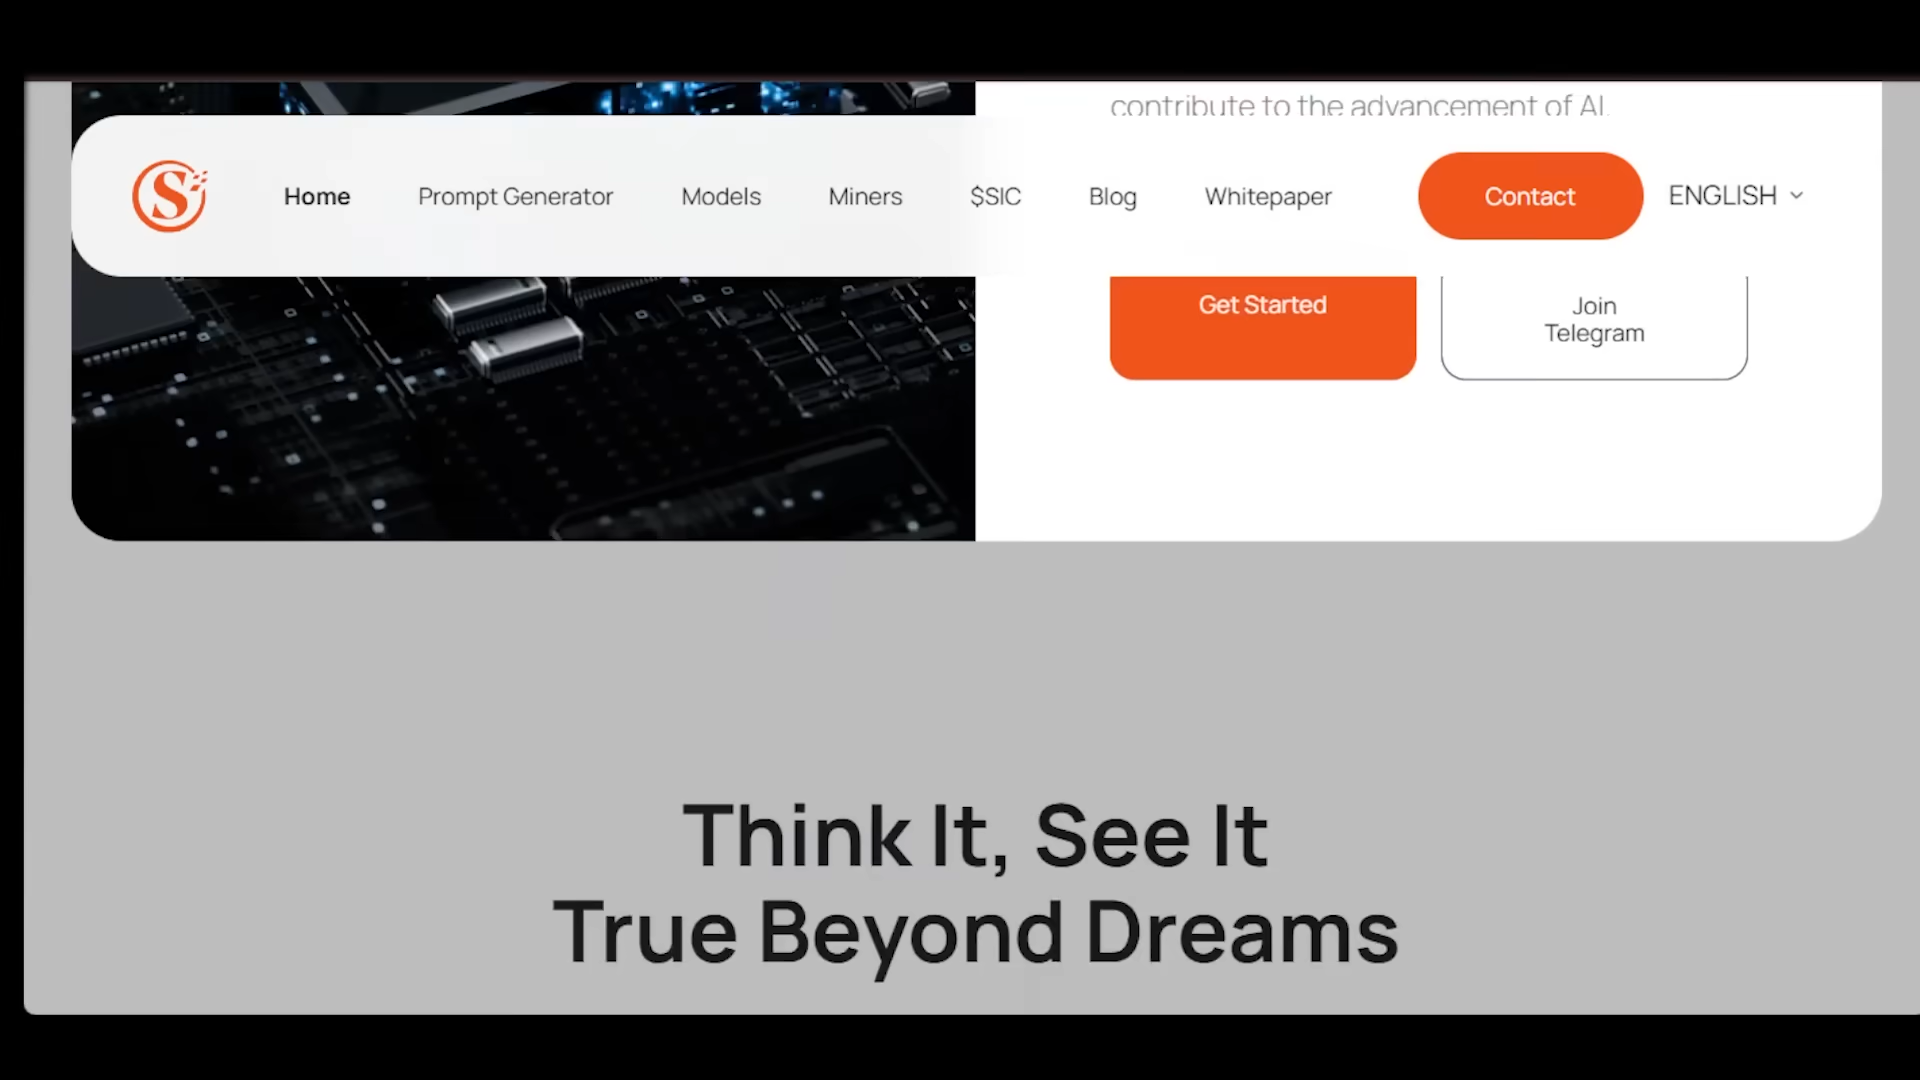 contribute to the advancement of AI.
S
Home Prompt Generator Models Miners $SIC Blog Whitepaper Contact ENGLISH
Get Started
Join
Telegram
Think It, See It
True Beyond Dreams